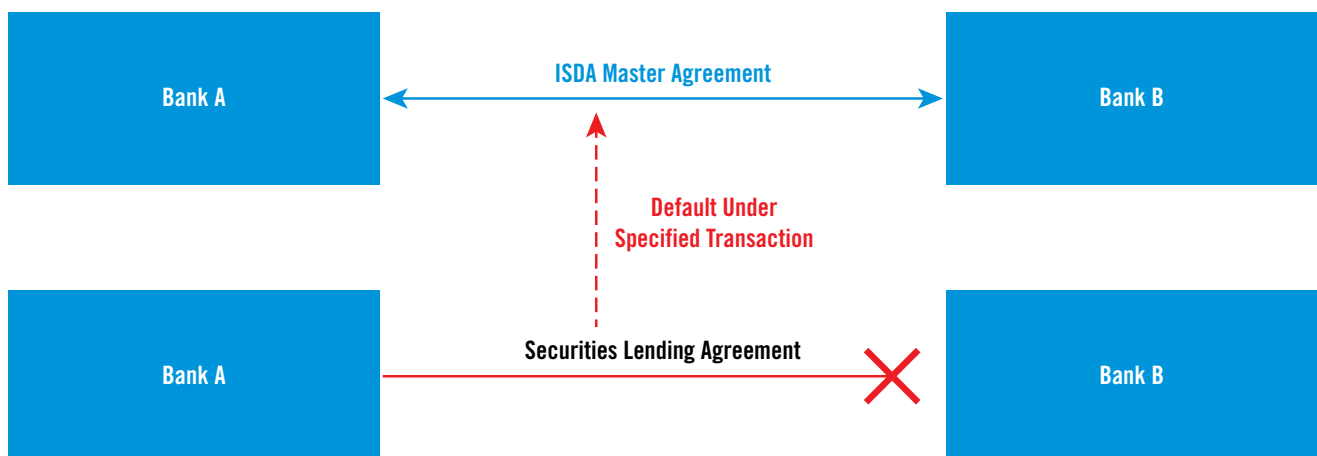 ISDA Master Agreement
Bank A
Bank B
Default Under
Specified Transaction
Securities Lending Agreement
Bank A
Bank B